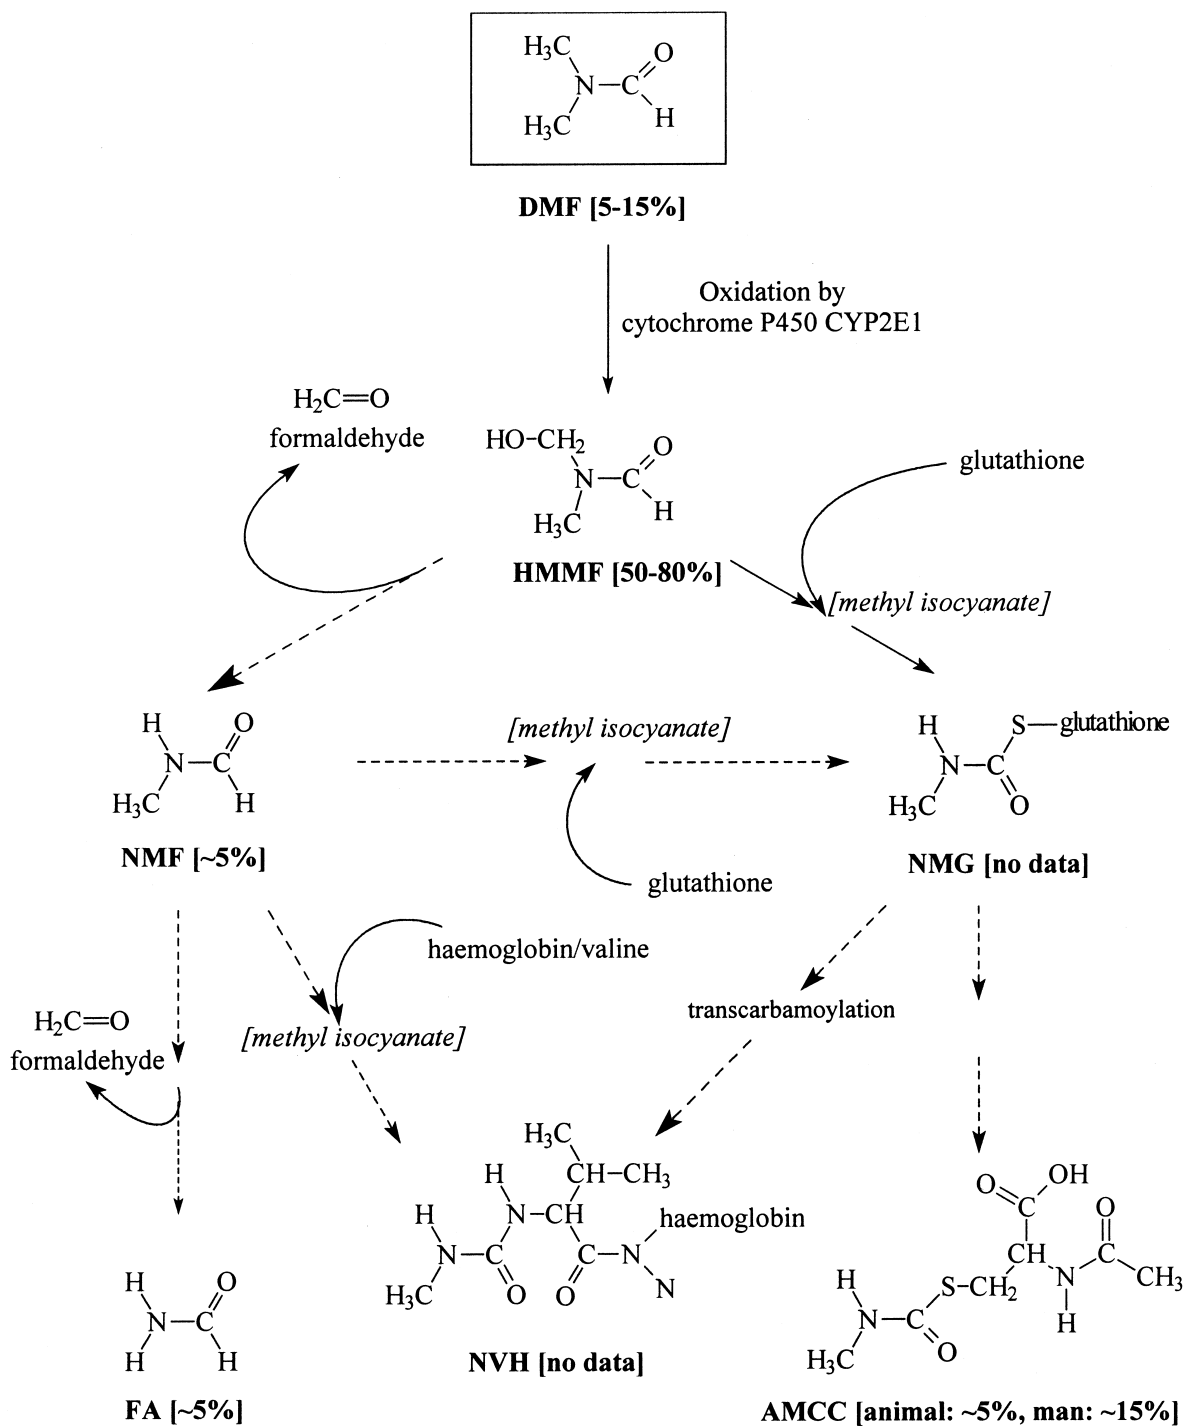 H₃C
O
N
C
H₃C
H
DMF [5-15%]
Oxidation by
cytochrome P450 CYP2E1
H₂C=O
formaldehyde
HO-CH₂
O
N
C
H
H₃C
glutathione
HMMF [50-80%]
[methyl isocyanate]
H
O
N
C
H₃C
H
NMF [~5%]
[methyl isocyanate]
glutathione
H
S—glutathione
N
C
H₃C
O
NMG [no data]
haemoglobin/valine
[methyl isocyanate]
transcarbamoylation
H₂C=O
formaldehyde
H
O
N
C
H
H
FA [~5%]
H₃C
CH-CH₃
H
N-CH
haemoglobin
H
N
C
C
N
H₃C
O
O
N
NVH [no data]
O
OH
C
O
CH
C
N
CH₃
H
S-CH₂
H
N
C
H₃C
O
AMCC [animal: ~5%, man: ~15%]